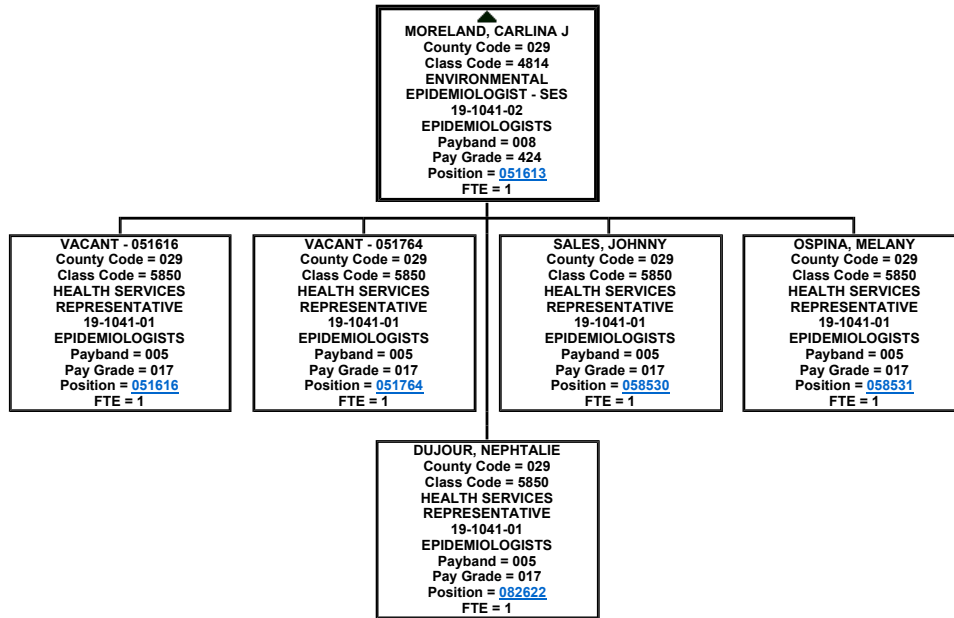 MORELAND, CARLINA J
County Code = 029
Class Code = 4814
ENVIRONMENTAL
EPIDEMIOLOGIST - SES
19-1041-02
EPIDEMIOLOGISTS
Payband = 008
Pay Grade = 424
Position = 051613
FTE = 1
VACANT - 051616
County Code = 029
Class Code = 5850
HEALTH SERVICES
REPRESENTATIVE
19-1041-01
EPIDEMIOLOGISTS
Payband = 005
Pay Grade = 017
Position = 051616
FTE = 1
VACANT - 051764
County Code = 029
Class Code = 5850
HEALTH SERVICES
REPRESENTATIVE
19-1041-01
EPIDEMIOLOGISTS
Payband = 005
Pay Grade = 017
Position = 051764
FTE = 1
SALES, JOHNNY
County Code = 029
Class Code = 5850
HEALTH SERVICES
REPRESENTATIVE
19-1041-01
EPIDEMIOLOGISTS
Payband = 005
Pay Grade = 017
Position = 058530
FTE = 1
OSPINA, MELANY
County Code = 029
Class Code = 5850
HEALTH SERVICES
REPRESENTATIVE
19-1041-01
EPIDEMIOLOGISTS
Payband = 005
Pay Grade = 017
Position = 058531
FTE = 1
DUJOUR, NEPHTALIE
County Code = 029
Class Code = 5850
HEALTH SERVICES
REPRESENTATIVE
19-1041-01
EPIDEMIOLOGISTS
Payband = 005
Pay Grade = 017
Position = 082622
FTE = 1